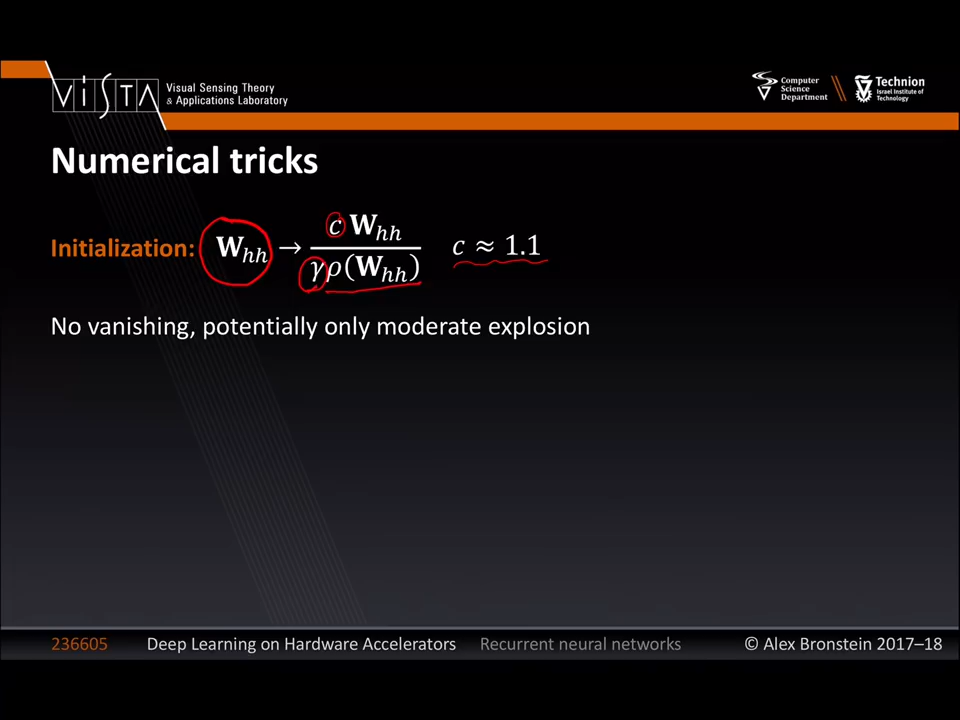 ViSTA
Visual Sensing Theory
& Applications Laboratory
Computer
Science
Department
Technion
Israel Institute of
Technology
Numerical tricks
Initialization: W_hh → c W_hh / γρ(W_hh) c ≈ 1.1
No vanishing, potentially only moderate explosion
236605 Deep Learning on Hardware Accelerators Recurrent neural networks © Alex Bronstein 2017–18